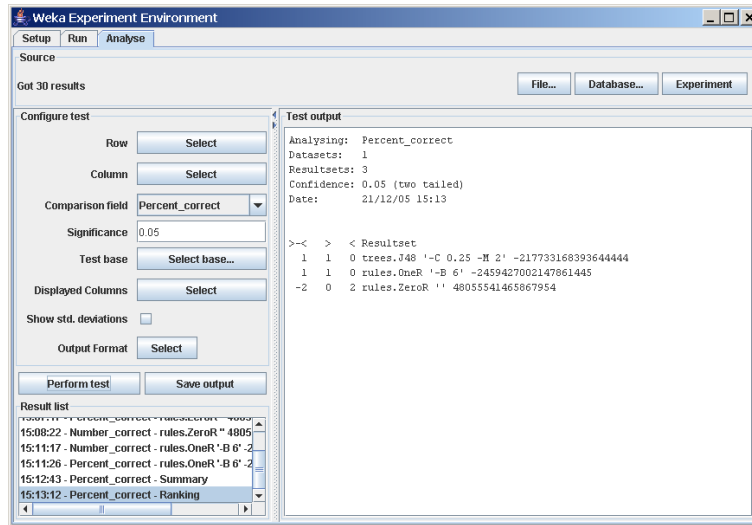 Weka Experiment Environment
Setup Run Analyse
Source
Got 30 results
File... Database... Experiment
Configure test
Row Select
Column Select
Comparison field Percent_correct
Significance 0.05
Test base Select base...
Displayed Columns Select
Show std. deviations
Output Format Select
Perform test Save output
Result list
15:08:22 - Number_correct - rules.ZeroR '' 4805
15:11:17 - Number_correct - rules.OneR '-B 6' -2
15:11:26 - Percent_correct - rules.OneR '-B 6' -2
15:12:43 - Percent_correct - Summary
15:13:12 - Percent_correct - Ranking
Test output
Analysing: Percent_correct
Datasets: 1
Resultsets: 3
Confidence: 0.05 (two tailed)
Date: 21/12/05 15:13
>-< > < Resultset
1 1 0 trees.J48 '-C 0.25 -M 2' -217733168393644444
1 1 0 rules.OneR '-B 6' -2459427002147861445
-2 0 2 rules.ZeroR '' 48055541465867954